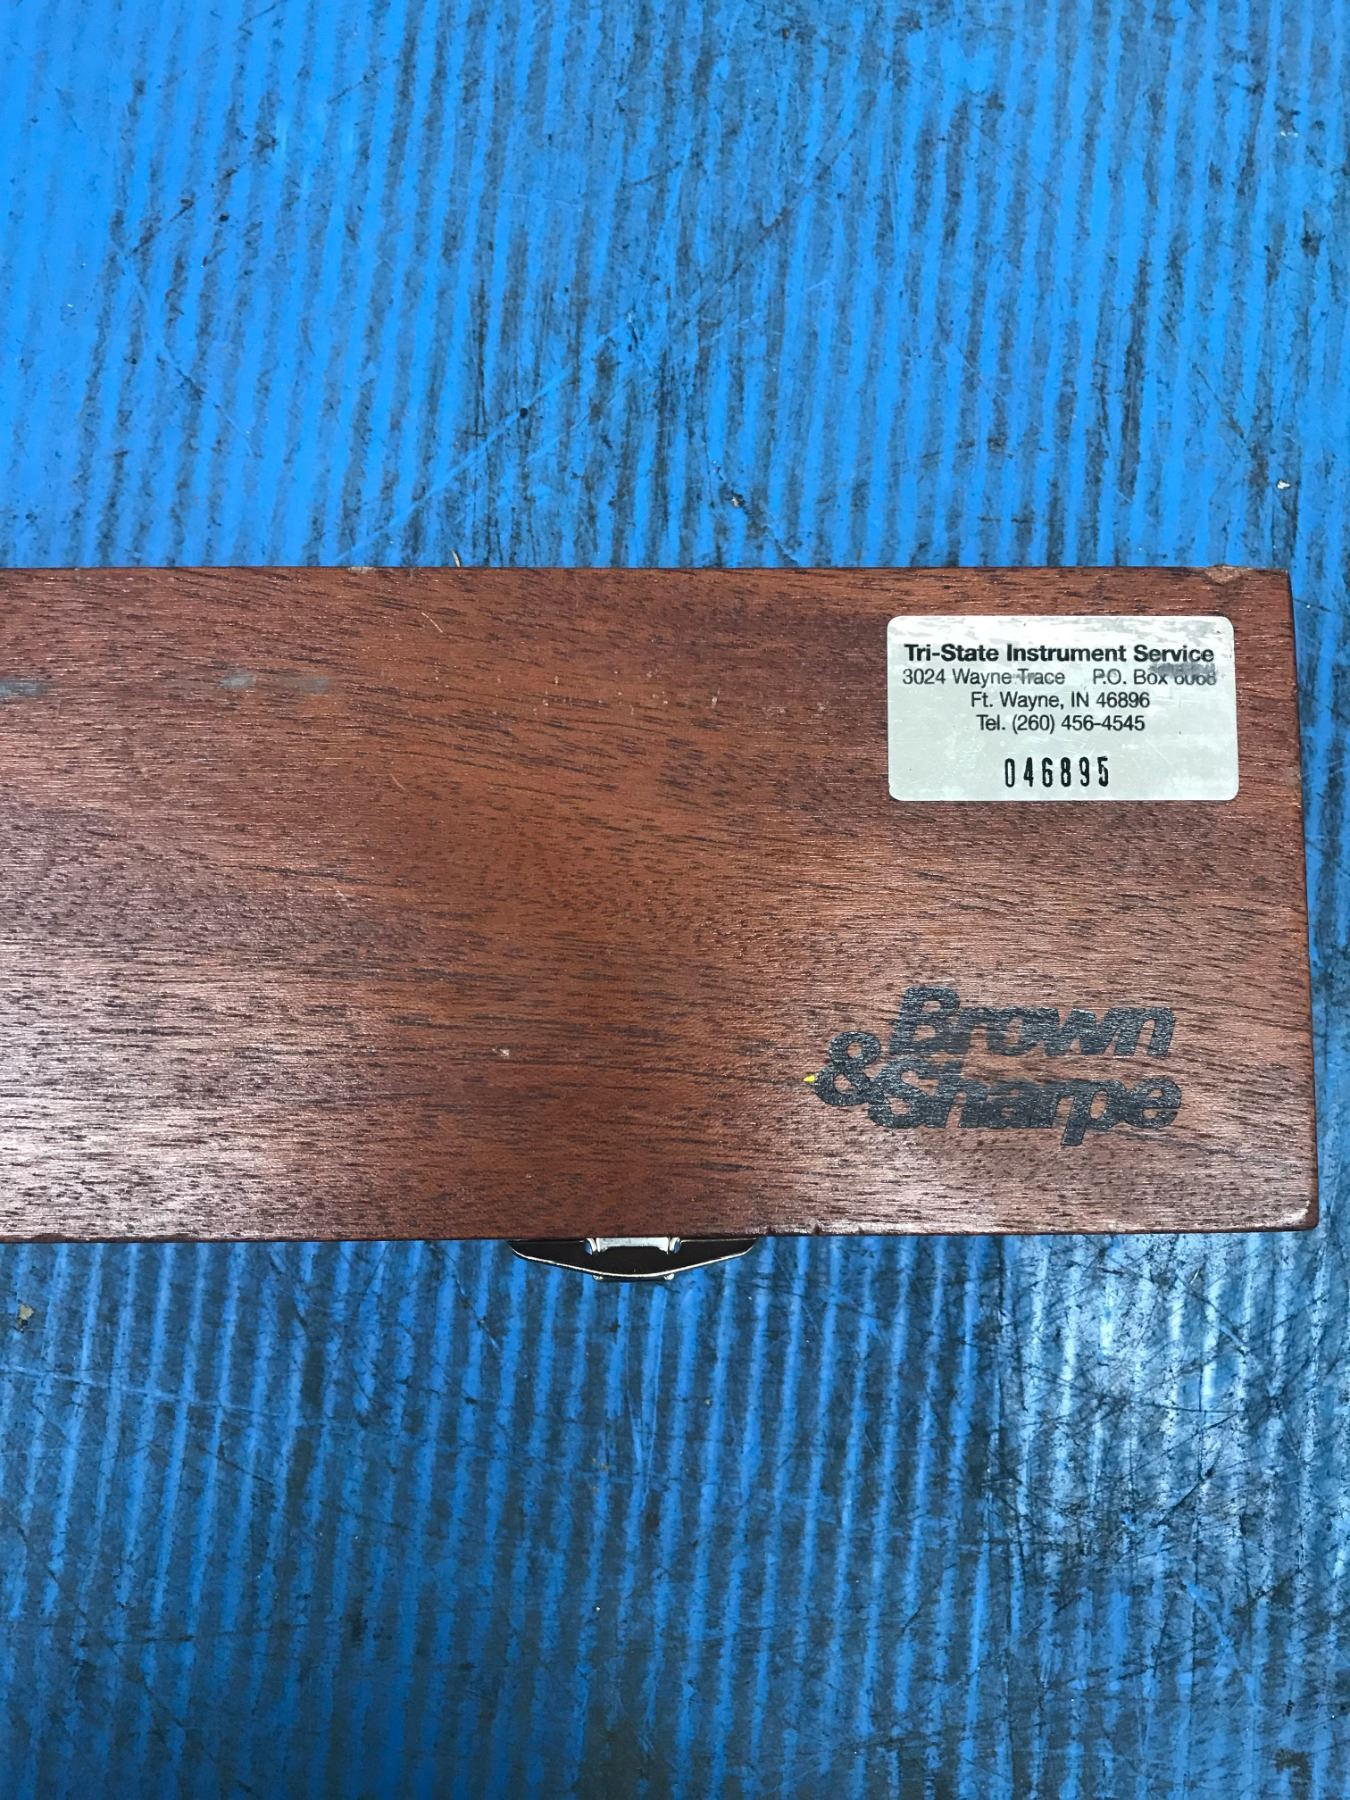 Tri-State Instrument Service
3024 Wayne Trace P.O. Box 6068
Ft. Wayne, IN 46896
Tel. (260) 456-4545
046895
Brown
&Sharpe